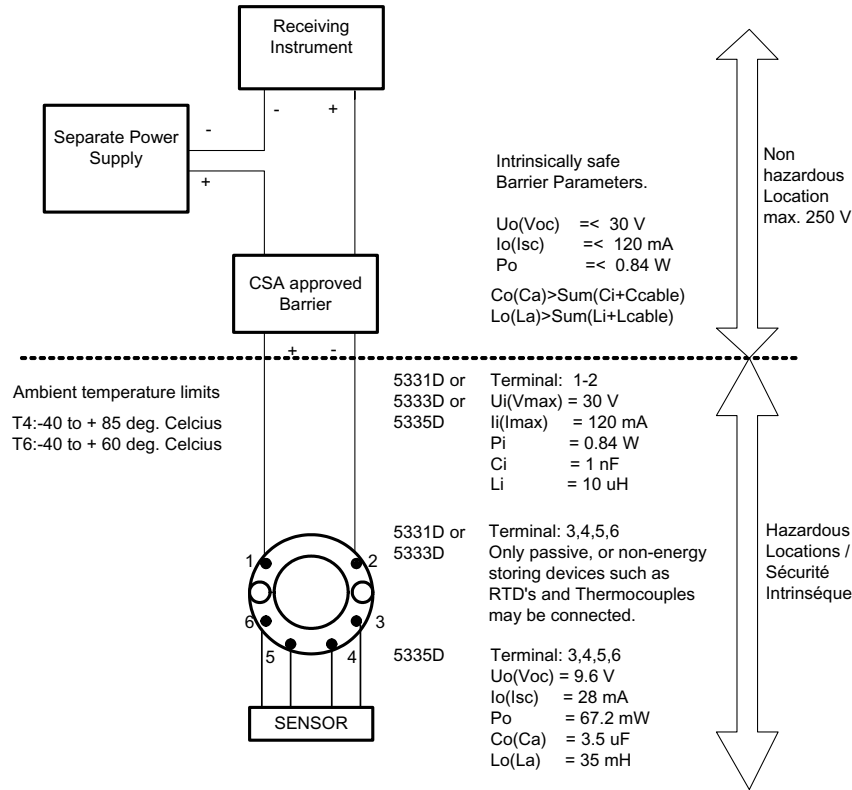 Receiving
Instrument
- +
Separate Power
Supply
-
+
Intrinsically safe
Barrier Parameters.
Uo(Voc) =< 30 V
Io(Isc) =< 120 mA
Po =< 0.84 W
Co(Ca)>Sum(Ci+Ccable)
Lo(La)>Sum(Li+Lcable)
Non
hazardous
Location
max. 250 V
CSA approved
Barrier
+ -
Ambient temperature limits
T4:-40 to + 85 deg. Celcius
T6:-40 to + 60 deg. Celcius
5331D or
5333D or
5335D
Terminal: 1-2
Ui(Vmax) = 30 V
Ii(Imax) = 120 mA
Pi = 0.84 W
Ci = 1 nF
Li = 10 uH
5331D or
5333D
Terminal: 3,4,5,6
Only passive, or non-energy
storing devices such as
RTD's and Thermocouples
may be connected.
Hazardous
Locations /
Sécurité
Intrinséque
1 2
6 3
5 4
SENSOR
5335D
Terminal: 3,4,5,6
Uo(Voc) = 9.6 V
Io(Isc) = 28 mA
Po = 67.2 mW
Co(Ca) = 3.5 uF
Lo(La) = 35 mH